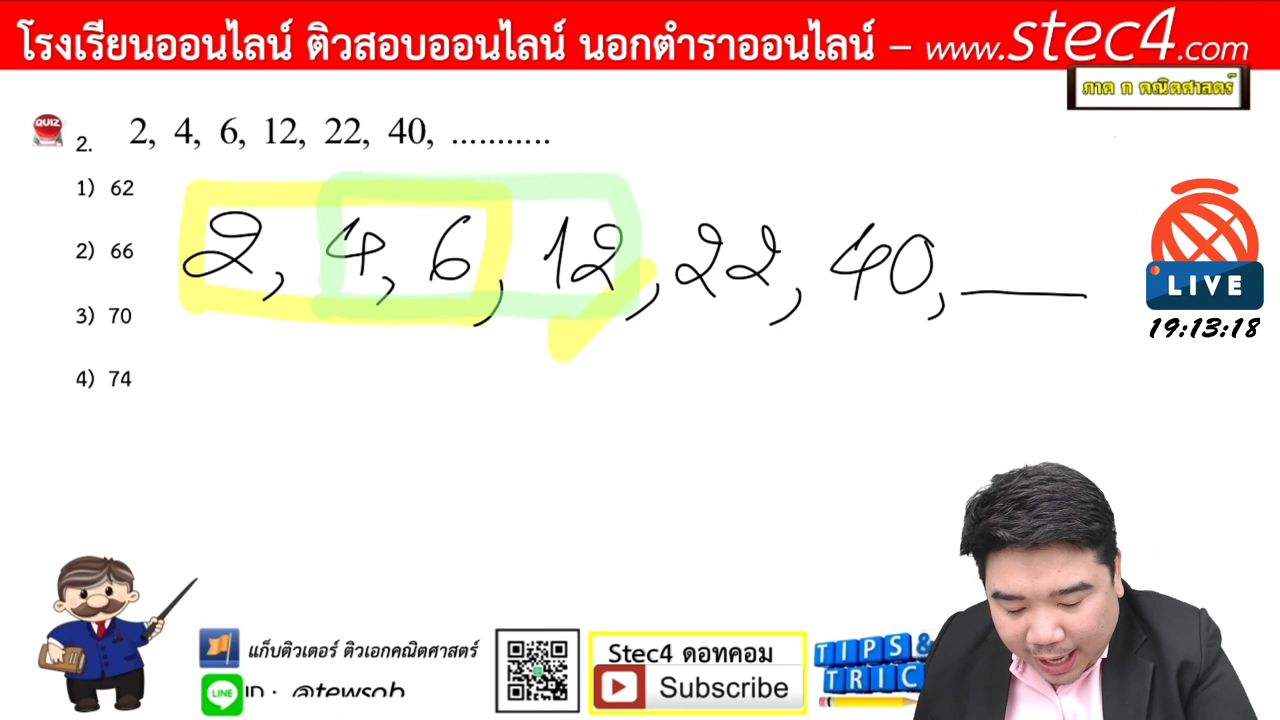 โรงเรียนออนไลน์ ติวสอบออนไลน์ นอกตำราออนไลน์ – www.stec4.com
ภาค ก คณิตศาสตร์
QUIZ
2. 2, 4, 6, 12, 22, 40, ...........
1) 62
2) 66
3) 70
4) 74
2, 4, 6, 12, 22, 40, ____
LIVE
19:13:18
แก๊บติวเตอร์ ติวเอกคณิตศาสตร์
LINE ID : @tewsob
Stec4 ดอทคอม
Subscribe
TIPS &
TRIC